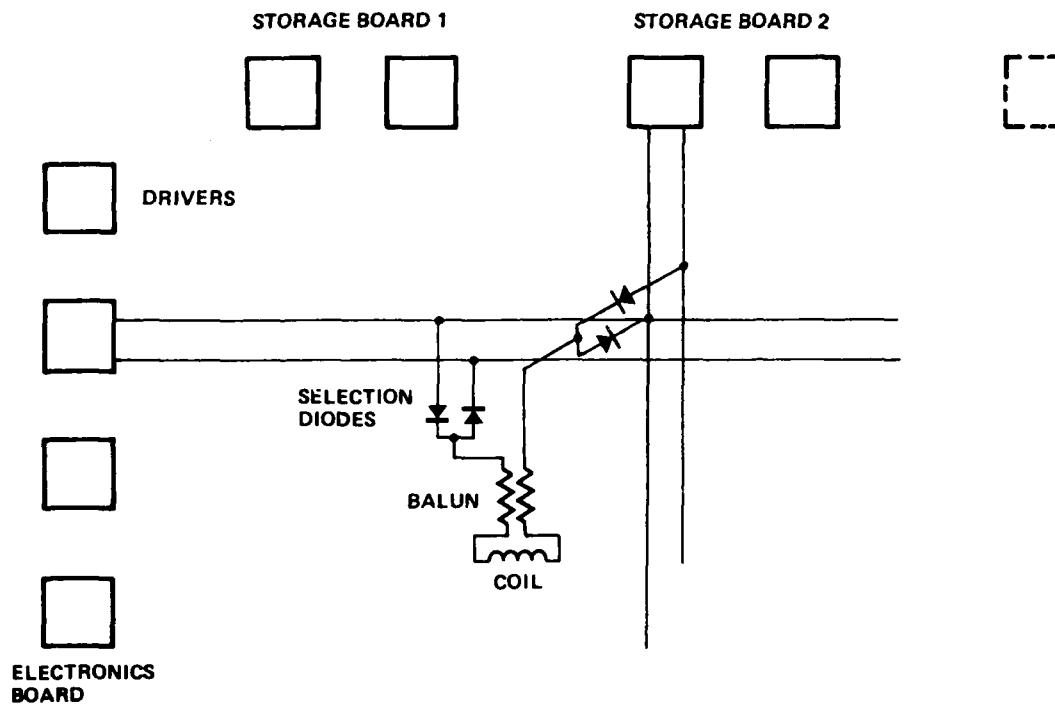 STORAGE BOARD 1
STORAGE BOARD 2
DRIVERS
SELECTION
DIODES
BALUN
COIL
ELECTRONICS
BOARD